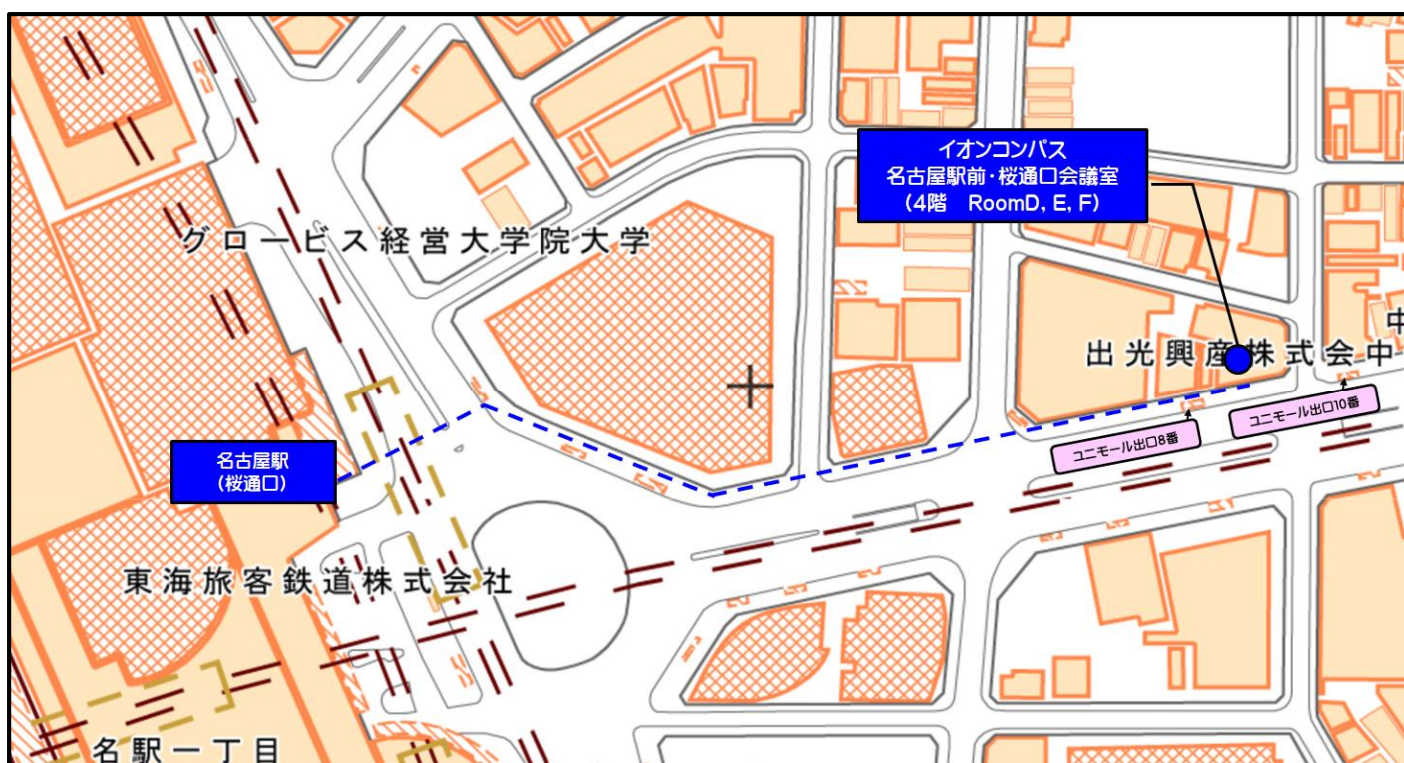 イオンコンパス
名古屋駅前・桜通口会議室
(4階 RoomD, E, F)
グロービス経営大学院大学
出光興産株式会中
中
ユニモール出口10番
ユニモール出口8番
名古屋駅
(桜通口)
東海旅客鉄道株式会社
名駅一丁目